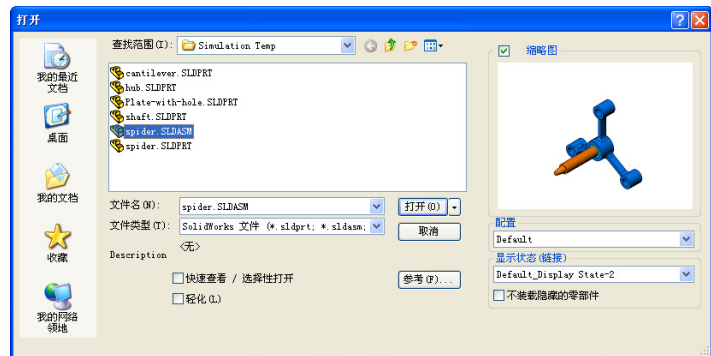 打开
查找范围(I): Simulation Temp
缩略图
我的最近
文档
桌面
我的文档
收藏
我的网络
领地
cantilever.SLDPRT
hub.SLDPRT
Plate-with-hole.SLDPRT
shaft.SLDPRT
spider.SLDASM
spider.SLDPRT
文件名(N): spider.SLDASM 打开(O)
文件类型(T): SolidWorks 文件 (*.sldprt; *.sldasm; 取消
Description <无>
快速查看 / 选择性打开 参考(F)...
轻化(L)
配置
Default
显示状态(链接)
Default_Display State-2
不装载隐藏的零部件